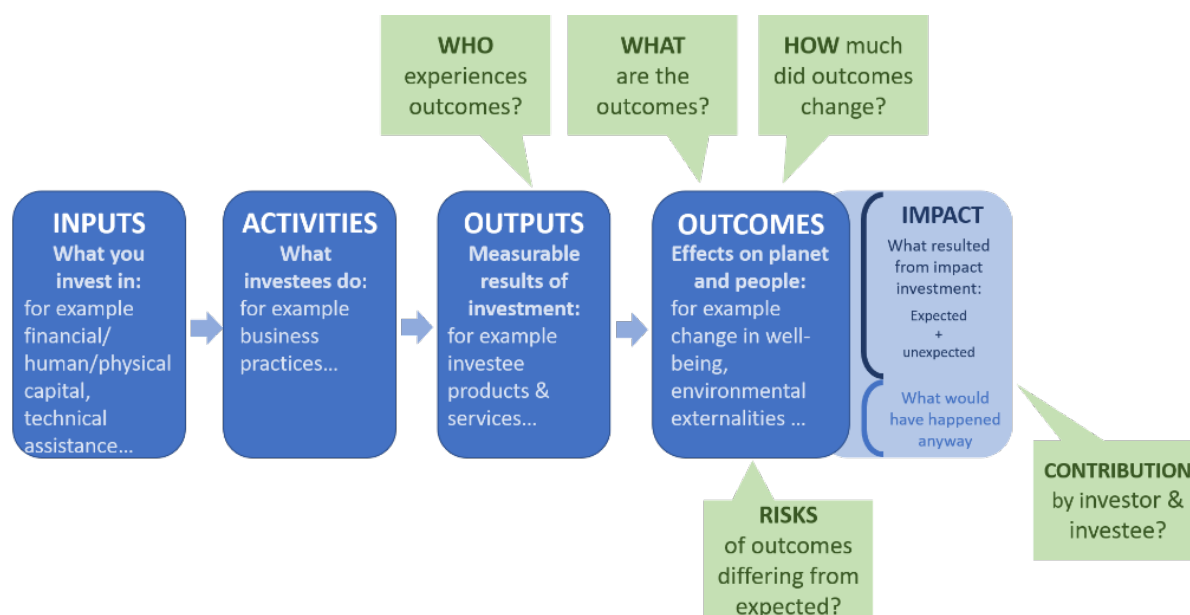 WHO
experiences
outcomes?
WHAT
are the
outcomes?
HOW much
did outcomes
change?
INPUTS
What you
invest in:
for example
financial/
human/physical
capital,
technical
assistance...
ACTIVITIES
What
investees do:
for example
business
practices...
OUTPUTS
Measurable
results of
investment:
for example
investee
products &
services...
OUTCOMES
Effects on planet
and people:
for example
change in well-
being,
environmental
externalities ...
IMPACT
What resulted
from impact
investment:
Expected
+
unexpected
What would
have happened
anyway
CONTRIBUTION
by investor &
investee?
RISKS
of outcomes
differing from
expected?